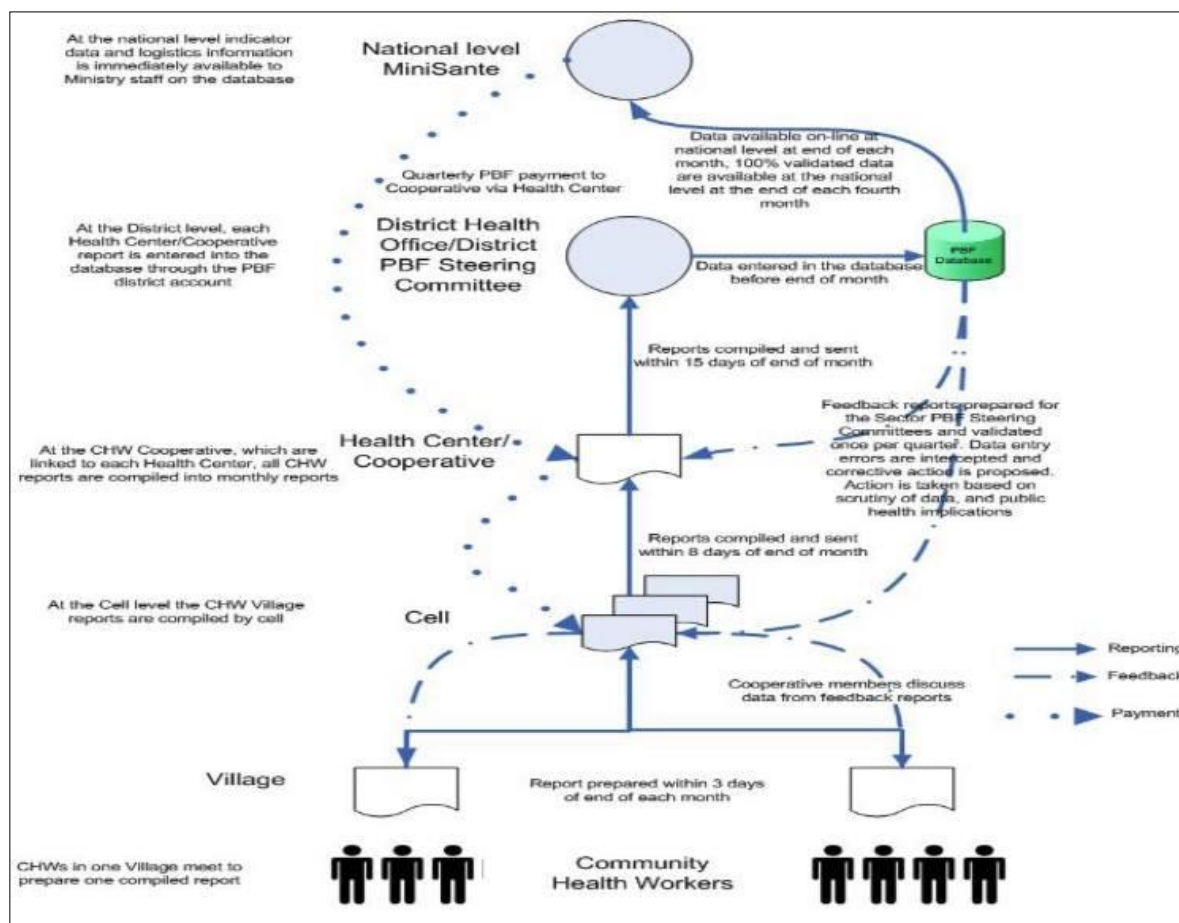 At the national level indicator
data and logistics information
is immediately available to
Ministry staff on the database
National level
MiniSante
Data available on-line at
national level at end of each
month, 100% validated data
are available at the national
level at the end of each fourth
month
Quarterly PBF payment to
Cooperative via Health Center
At the District level, each
Health Center/Cooperative
report is entered into the
database through the PBF
district account
District Health
Office/District
PBF Steering
Committee
PBF
Database
Data entered in the database
before end of month
Reports compiled and sent
within 15 days of end of month
Feedback reports prepared for
the Sector PBF Steering
Committees and validated
once per quarter. Data entry
errors are intercepted and
corrective action is proposed.
Action is taken based on
scrutiny of data, and public
health implications
At the CHW Cooperative, which are
linked to each Health Center, all CHW
reports are compiled into monthly reports
Health Center/
Cooperative
Reports compiled and sent
within 8 days of end of month
At the Cell level the CHW Village
reports are compiled by cell
Cell
Reporting
Feedback
Payment
Cooperative members discuss
data from feedback reports
Village
Report prepared within 3 days
of end of each month
CHWs in one Village meet to
prepare one compiled report
Community
Health Workers